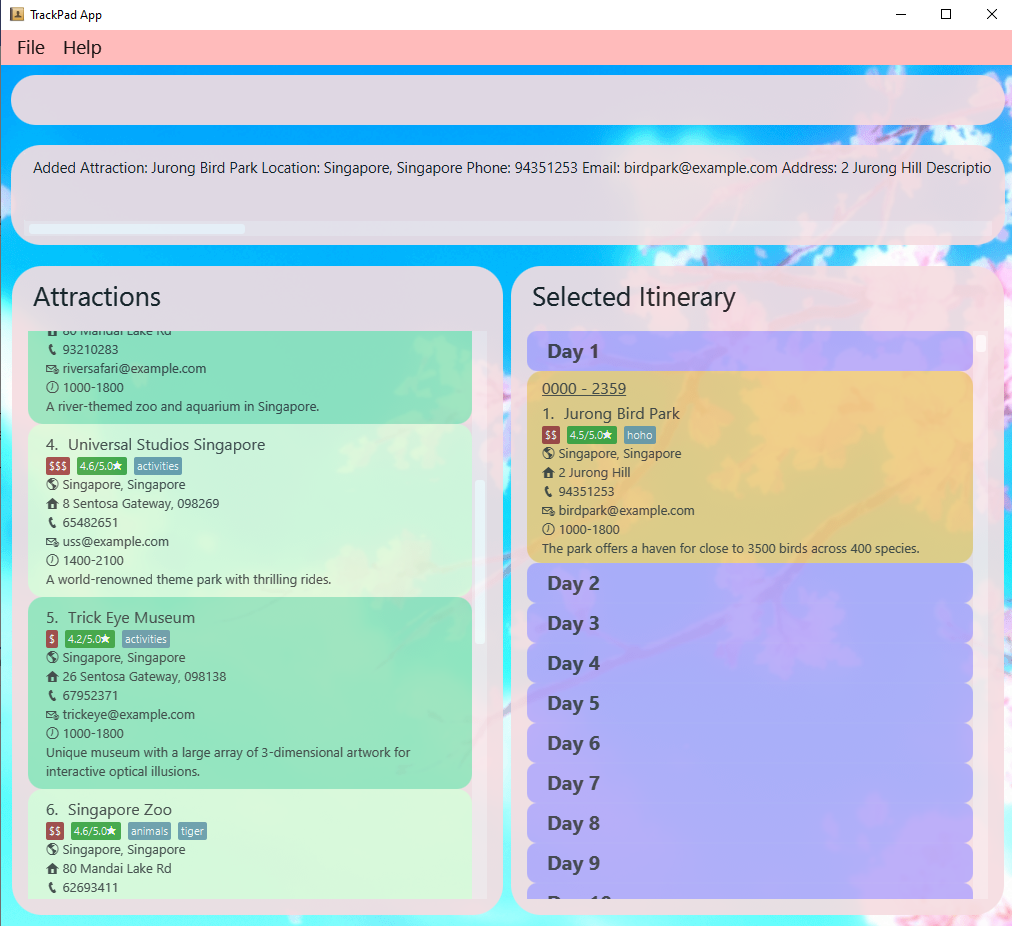 TrackPad App
File Help
Added Attraction: Jurong Bird Park Location: Singapore, Singapore Phone: 94351253 Email: birdpark@example.com Address: 2 Jurong Hill Descriptio
Attractions
80 Mandai Lake Rd
93210283
riversafari@example.com
1000-1800
A river-themed zoo and aquarium in Singapore.
4. Universal Studios Singapore
$$$ 4.6/5.0★ activities
Singapore, Singapore
8 Sentosa Gateway, 098269
65482651
uss@example.com
1400-2100
A world-renowned theme park with thrilling rides.
5. Trick Eye Museum
$ 4.2/5.0★ activities
Singapore, Singapore
26 Sentosa Gateway, 098138
67952371
trickeye@example.com
1000-1800
Unique museum with a large array of 3-dimensional artwork for
interactive optical illusions.
6. Singapore Zoo
$$ 4.6/5.0★ animals tiger
Singapore, Singapore
80 Mandai Lake Rd
62693411
Selected Itinerary
Day 1
0000 - 2359
1. Jurong Bird Park
$$ 4.5/5.0★ hoho
Singapore, Singapore
2 Jurong Hill
94351253
birdpark@example.com
1000-1800
The park offers a haven for close to 3500 birds across 400 species.
Day 2
Day 3
Day 4
Day 5
Day 6
Day 7
Day 8
Day 9
Day 10